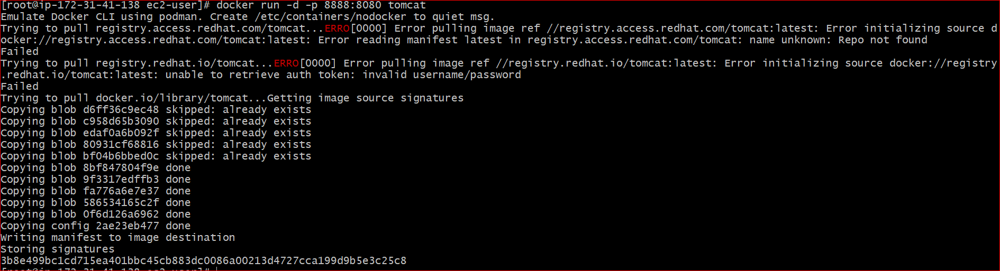 [root@ip-172-31-41-138 ec2-user]# docker run -d -p 8888:8080 tomcat
Emulate Docker CLI using podman. Create /etc/containers/nodocker to quiet msg.
Trying to pull registry.access.redhat.com/tomcat...ERRO[0000] Error pulling image ref //registry.access.redhat.com/tomcat:latest: Error initializing source d
ocker://registry.access.redhat.com/tomcat:latest: Error reading manifest latest in registry.access.redhat.com/tomcat: name unknown: Repo not found
Failed
Trying to pull registry.redhat.io/tomcat...ERRO[0000] Error pulling image ref //registry.redhat.io/tomcat:latest: Error initializing source docker://registry
.redhat.io/tomcat:latest: unable to retrieve auth token: invalid username/password
Failed
Trying to pull docker.io/library/tomcat...Getting image source signatures
Copying blob d6ff36c9ec48 skipped: already exists
Copying blob c958d65b3090 skipped: already exists
Copying blob edaf0a6b092f skipped: already exists
Copying blob 80931cf68816 skipped: already exists
Copying blob bf04b6bbed0c skipped: already exists
Copying blob 8bf847804f9e done
Copying blob 9f3317edffb3 done
Copying blob fa776a6e7e37 done
Copying blob 586534165c2f done
Copying blob 0f6d126a6962 done
Copying config 2ae23eb477 done
Writing manifest to image destination
Storing signatures
3b8e499bc1cd715ea401bbc45cb883dc0086a00213d4727cca199d9b5e3c25c8
[root@ip-172-31-41-138 ec2-user]#